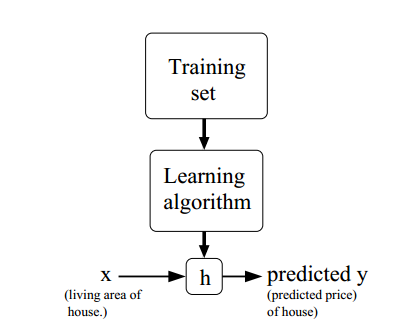 Training
set
Learning
algorithm
x
h
predicted y
(living area of
house.)
(predicted price)
of house)